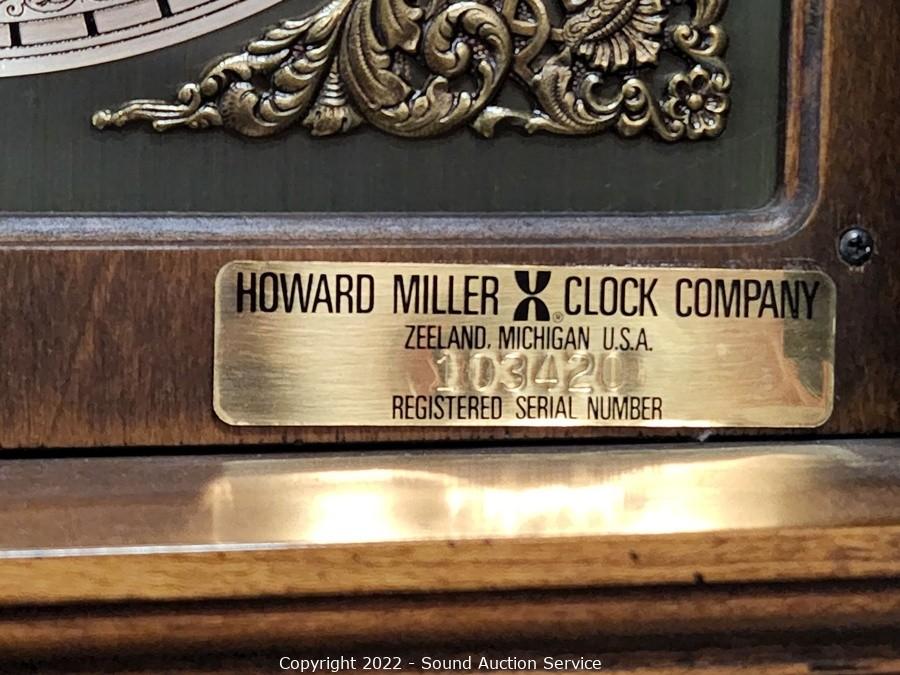 HOWARD MILLER CLOCK COMPANY
ZEELAND, MICHIGAN U.S.A.
103420
REGISTERED SERIAL NUMBER
Copyright 2022 - Sound Auction Service